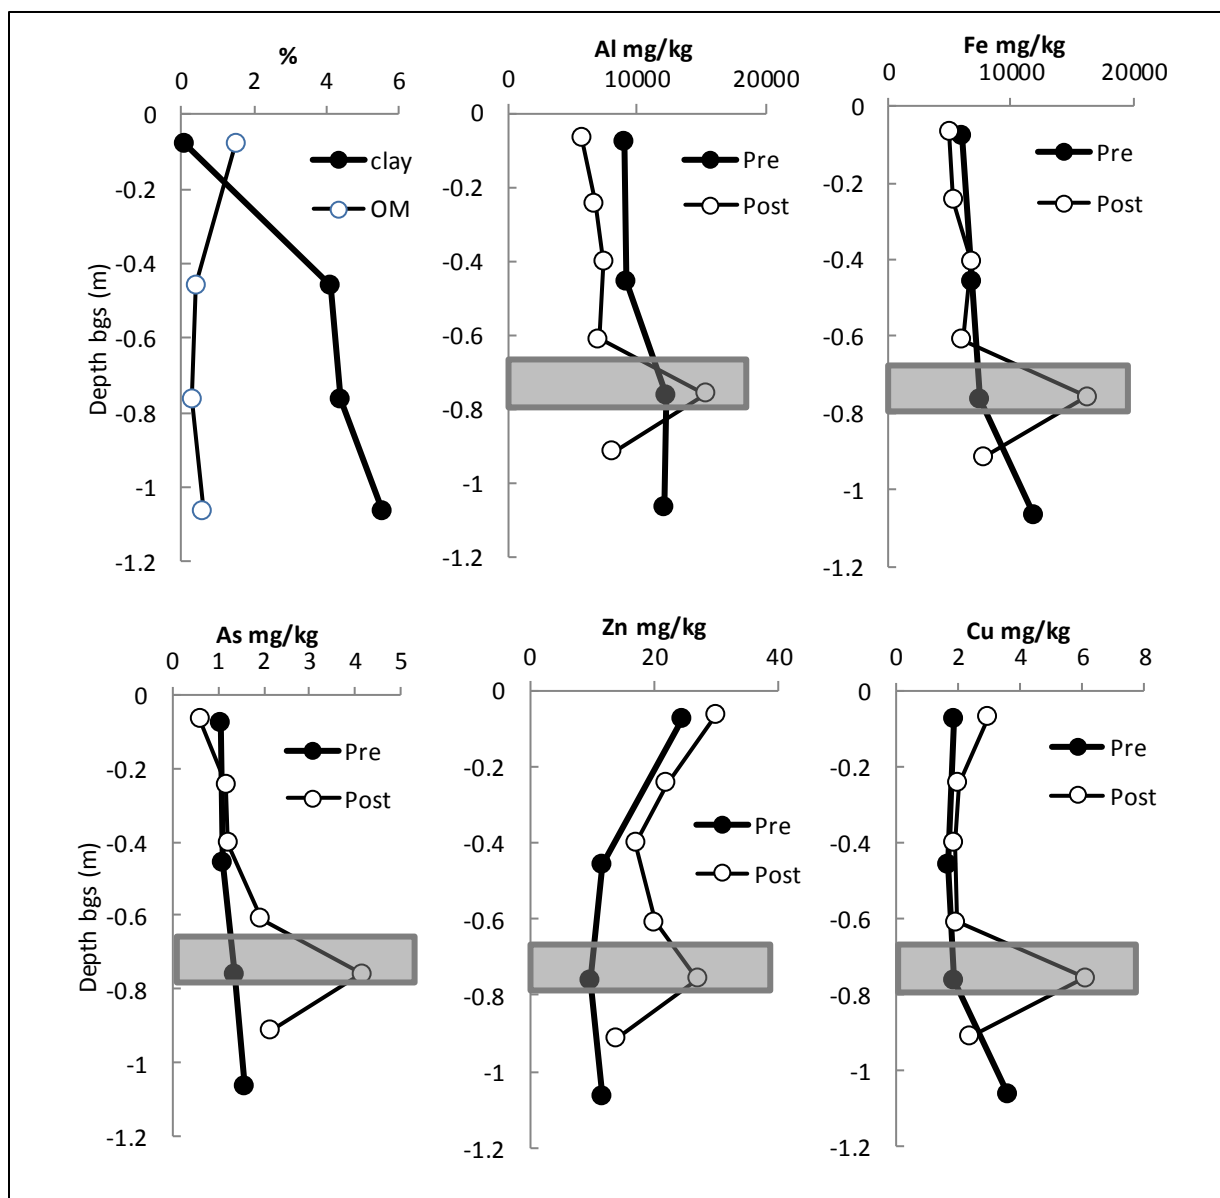 %
0 2 4 6
0
-0.2
-0.4
-0.6
-0.8
-1
-1.2
Depth bgs (m)
clay
OM
Al mg/kg
0 10000 20000
0
-0.2
-0.4
-0.6
-0.8
-1
-1.2
Pre
Post
Fe mg/kg
0 10000 20000
0
-0.2
-0.4
-0.6
-0.8
-1
-1.2
Pre
Post
As mg/kg
0 1 2 3 4 5
0
-0.2
-0.4
-0.6
-0.8
-1
-1.2
Depth bgs (m)
Pre
Post
Zn mg/kg
0 20 40
0
-0.2
-0.4
-0.6
-0.8
-1
-1.2
Pre
Post
Cu mg/kg
0 2 4 6 8
0
-0.2
-0.4
-0.6
-0.8
-1
-1.2
Pre
Post